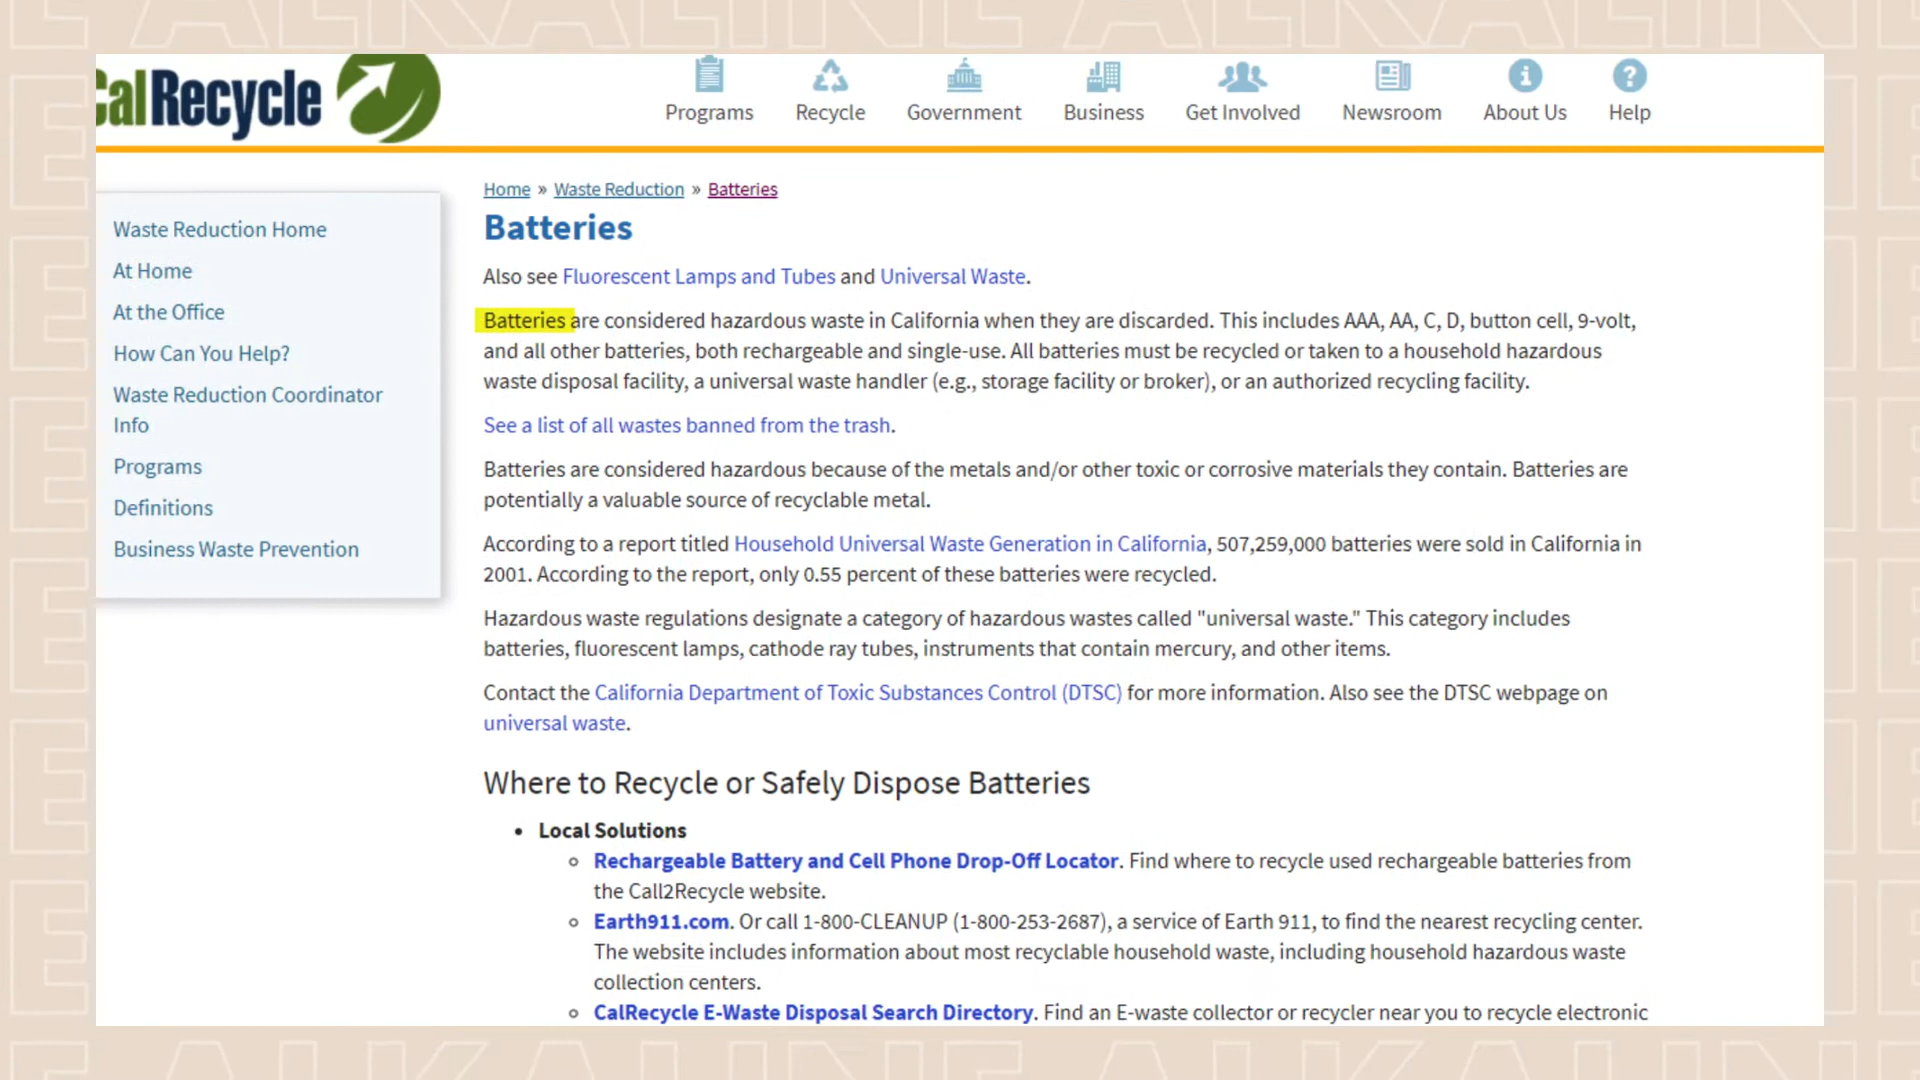 ALKALINE ALKALINE
CalRecycle
Programs
Recycle
Government
Business
Get Involved
Newsroom
About Us
Help
Home » Waste Reduction » Batteries
Waste Reduction Home
At Home
At the Office
How Can You Help?
Waste Reduction Coordinator
Info
Programs
Definitions
Business Waste Prevention
Batteries
Also see Fluorescent Lamps and Tubes and Universal Waste.
Batteries are considered hazardous waste in California when they are discarded. This includes AAA, AA, C, D, button cell, 9-volt,
and all other batteries, both rechargeable and single-use. All batteries must be recycled or taken to a household hazardous
waste disposal facility, a universal waste handler (e.g., storage facility or broker), or an authorized recycling facility.
See a list of all wastes banned from the trash.
Batteries are considered hazardous because of the metals and/or other toxic or corrosive materials they contain. Batteries are
potentially a valuable source of recyclable metal.
According to a report titled Household Universal Waste Generation in California, 507,259,000 batteries were sold in California in
2001. According to the report, only 0.55 percent of these batteries were recycled.
Hazardous waste regulations designate a category of hazardous wastes called "universal waste." This category includes
batteries, fluorescent lamps, cathode ray tubes, instruments that contain mercury, and other items.
Contact the California Department of Toxic Substances Control (DTSC) for more information. Also see the DTSC webpage on
universal waste.
Where to Recycle or Safely Dispose Batteries
• Local Solutions
Rechargeable Battery and Cell Phone Drop-Off Locator. Find where to recycle used rechargeable batteries from
the Call2Recycle website.
Earth911.com. Or call 1-800-CLEANUP (1-800-253-2687), a service of Earth 911, to find the nearest recycling center.
The website includes information about most recyclable household waste, including household hazardous waste
collection centers.
CalRecycle E-Waste Disposal Search Directory. Find an E-waste collector or recycler near you to recycle electronic
ALKALINE ALKALINE